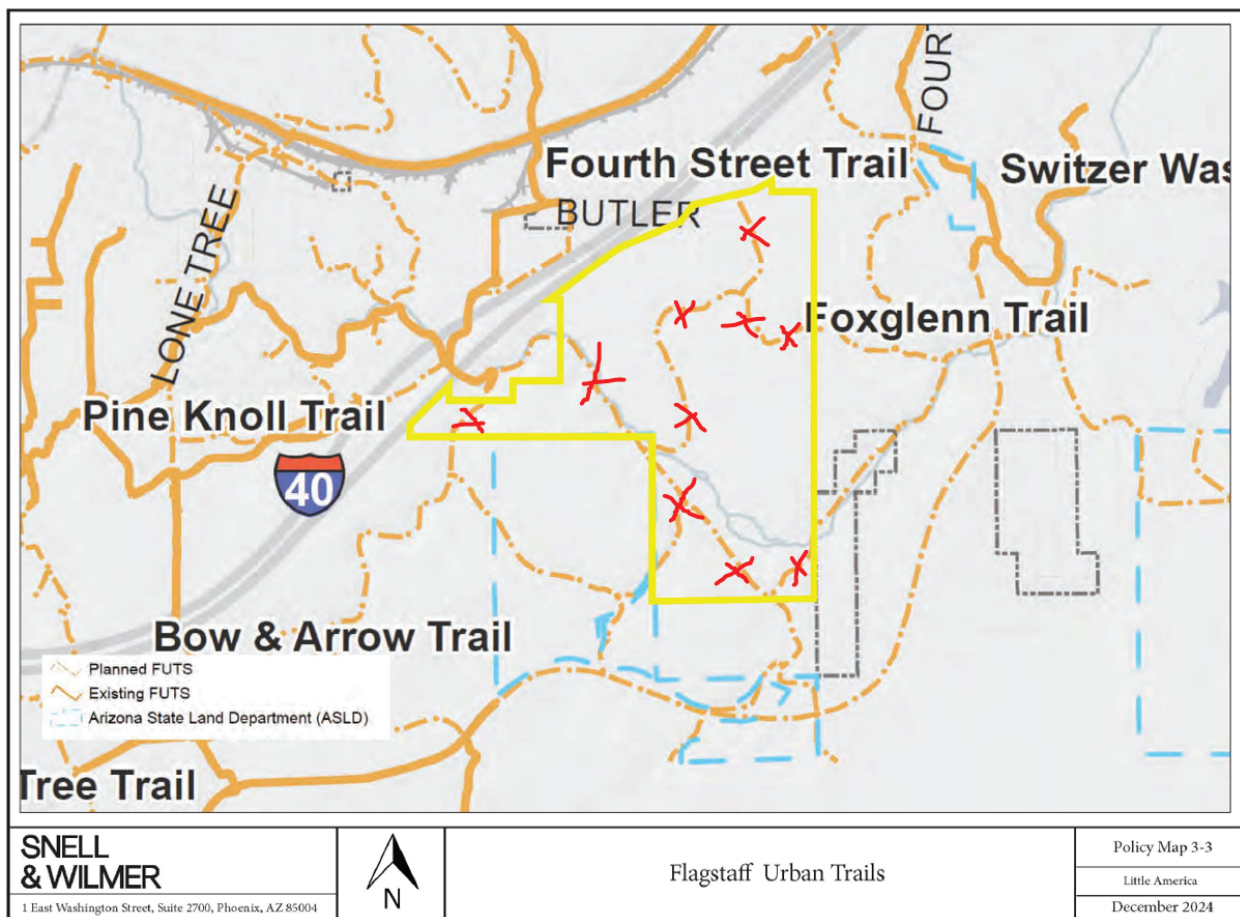 FOUR
Fourth Street Trail
Switzer Was
BUTLER
LONE TREE
Foxglenn Trail
Pine Knoll Trail
40
Bow & Arrow Trail
Planned FUTS
Existing FUTS
Arizona State Land Department (ASLD)
Tree Trail
SNELL
& WILMER
1 East Washington Street, Suite 2700, Phoenix, AZ 85004
N
Flagstaff Urban Trails
Policy Map 3-3
Little America
December 2024